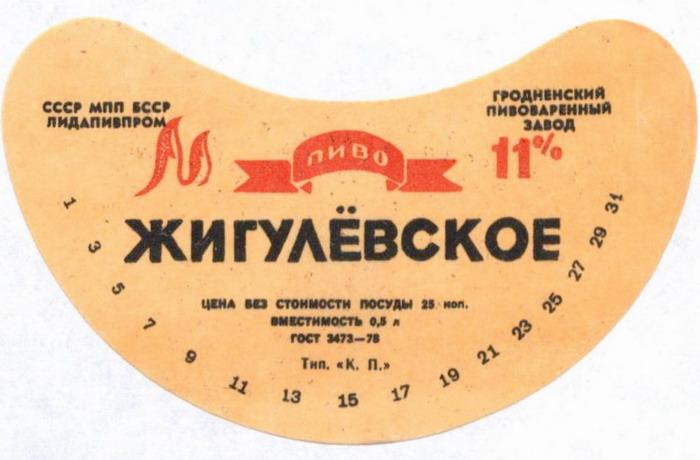 СССР МПП БССР
ЛИДАПИВПРОМ
ГРОДНЕНСКИЙ
ПИВОВАРЕННЫЙ
ЗАВОД
ПИВО
11%
ЖИГУЛЁВСКОЕ
ЦЕНА БЕЗ СТОИМОСТИ ПОСУДЫ 25 коп.
ВМЕСТИМОСТЬ 0,5 л
ГОСТ 3473—78
Тип. «К. П.»
1 3 5 7 9 11 13 15 17 19 21 23 25 27 29 31